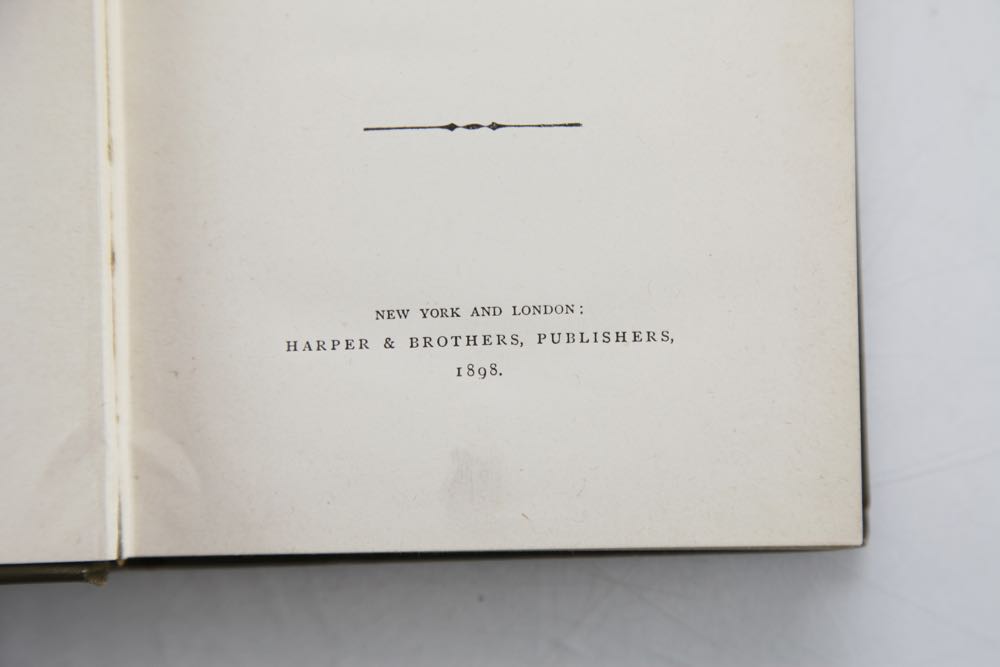 NEW YORK AND LONDON:
HARPER & BROTHERS, PUBLISHERS,
1898.